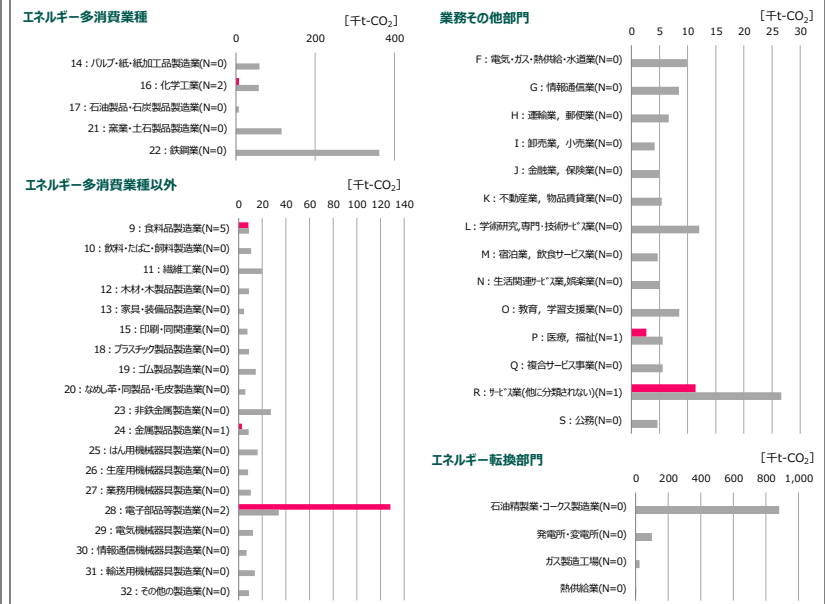 エネルギー多消費業種
[千t-CO₂]
0 200 400
14：パルプ・紙・紙加工品製造業(N=0)
16：化学工業(N=2)
17：石油製品・石炭製品製造業(N=0)
21：窯業・土石製品製造業(N=0)
22：鉄鋼業(N=0)
エネルギー多消費業種以外
[千t-CO₂]
0 20 40 60 80 100 120 140
9：食料品製造業(N=5)
10：飲料・たばこ・飼料製造業(N=0)
11：繊維工業(N=0)
12：木材・木製品製造業(N=0)
13：家具・装備品製造業(N=0)
15：印刷・同関連業(N=0)
18：プラスチック製品製造業(N=0)
19：ゴム製品製造業(N=0)
20：なめし革・同製品・毛皮製造業(N=0)
23：非鉄金属製造業(N=0)
24：金属製品製造業(N=1)
25：はん用機械器具製造業(N=0)
26：生産用機械器具製造業(N=0)
27：業務用機械器具製造業(N=0)
28：電子部品等製造業(N=2)
29：電気機械器具製造業(N=0)
30：情報通信機械器具製造業(N=0)
31：輸送用機械器具製造業(N=0)
32：その他の製造業(N=0)
業務その他部門
[千t-CO₂]
0 5 10 15 20 25 30
F：電気・ガス・熱供給・水道業(N=0)
G：情報通信業(N=0)
H：運輸業，郵便業(N=0)
I：卸売業，小売業(N=0)
J：金融業，保険業(N=0)
K：不動産業，物品賃貸業(N=0)
L：学術研究,専門・技術ｻｰﾋﾞｽ業(N=0)
M：宿泊業，飲食サービス業(N=0)
N：生活関連ｻｰﾋﾞｽ業,娯楽業(N=0)
O：教育，学習支援業(N=0)
P：医療，福祉(N=1)
Q：複合サービス事業(N=0)
R：ｻｰﾋﾞｽ業(他に分類されない)(N=1)
S：公務(N=0)
エネルギー転換部門
[千t-CO₂]
0 200 400 600 800 1,000
石油精製業・コークス製造業(N=0)
発電所・変電所(N=0)
ガス製造工場(N=0)
熱供給業(N=0)